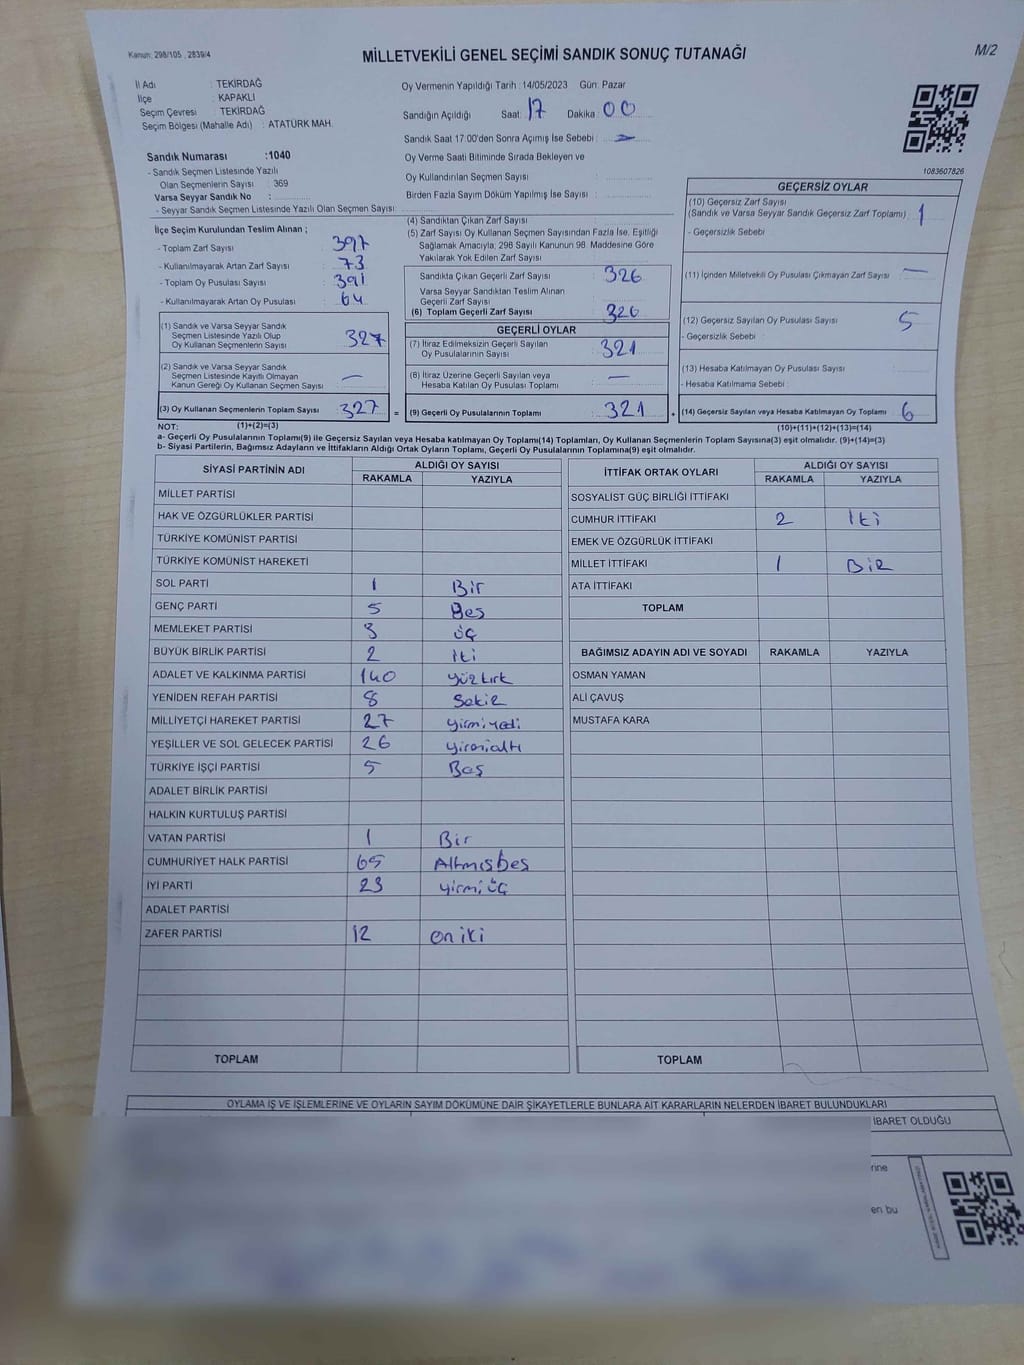 Kanun: 298/105 , 2839/4
MİLLETVEKİLİ GENEL SEÇİMİ SANDIK SONUÇ TUTANAĞI
M/2
İl Adı : TEKİRDAĞ
İlçe : KAPAKLI
Seçim Çevresi : TEKİRDAĞ
Seçim Bölgesi (Mahalle Adı) : ATATÜRK MAH.
Oy Vermenin Yapıldığı Tarih : 14/05/2023 Gün: Pazar
Sandığın Açıldığı Saat: 17 Dakika: 00
Sandık Saat 17:00'den Sonra Açımış İse Sebebi :
Oy Verme Saati Bitiminde Sırada Bekleyen ve
Oy Kullandırılan Seçmen Sayısı :
Birden Fazla Sayım Döküm Yapılmış İse Sayısı :
Sandık Numarası :1040
- Sandık Seçmen Listesinde Yazılı
Olan Seçmenlerin Sayısı : 369
Varsa Seyyar Sandık No :
- Seyyar Sandık Seçmen Listesinde Yazılı Olan Seçmen Sayısı:
1083607826
İlçe Seçim Kurulundan Teslim Alınan ;
- Toplam Zarf Sayısı : 397
- Kullanılmayarak Artan Zarf Sayısı : 73
- Toplam Oy Pusulası Sayısı : 391
- Kullanılmayarak Artan Oy Pusulası : 64
(1) Sandık ve Varsa Seyyar Sandık
Seçmen Listesinde Yazılı Olup
Oy Kullanan Seçmenlerin Sayısı : 327
(2) Sandık ve Varsa Seyyar Sandık
Seçmen Listesinde Kayıtlı Olmayan
Kanun Gereği Oy Kullanan Seçmen Sayısı : —
(3) Oy Kullanan Seçmenlerin Toplam Sayısı : 327 =
(4) Sandıktan Çıkan Zarf Sayısı :
(5) Zarf Sayısı Oy Kullanan Seçmen Sayısından Fazla İse, Eşitliği
Sağlamak Amacıyla, 298 Sayılı Kanunun 98. Maddesine Göre
Yakılarak Yok Edilen Zarf Sayısı :
Sandıkta Çıkan Geçerli Zarf Sayısı : 326
Varsa Seyyar Sandıktan Teslim Alınan
Geçerli Zarf Sayısı :
(6) Toplam Geçerli Zarf Sayısı : 326
GEÇERLİ OYLAR
(7) İtiraz Edilmeksizin Geçerli Sayılan
Oy Pusulalarının Sayısı : 321
(8) İtiraz Üzerine Geçerli Sayılan veya
Hesaba Katılan Oy Pusulası Toplamı : —
(9) Geçerli Oy Pusulalarının Toplamı : 321 +
GEÇERSİZ OYLAR
(10) Geçersiz Zarf Sayısı
(Sandık ve Varsa Seyyar Sandık Geçersiz Zarf Toplamı) : 1
- Geçersizlik Sebebi :
(11) İçinden Milletvekili Oy Pusulası Çıkmayan Zarf Sayısı : —
(12) Geçersiz Sayılan Oy Pusulası Sayısı : 5
- Geçersizlik Sebebi :
(13) Hesaba Katılmayan Oy Pusulası Sayısı :
- Hesaba Katılmama Sebebi :
(14) Geçersiz Sayılan veya Hesaba Katılmayan Oy Toplamı : 6
NOT: (1)+(2)=(3) (10)+(11)+(12)+(13)=(14)
a- Geçerli Oy Pusulalarının Toplamı(9) ile Geçersiz Sayılan veya Hesaba katılmayan Oy Toplamı(14) Toplamları, Oy Kullanan Seçmenlerin Toplam Sayısına(3) eşit olmalıdır. (9)+(14)=(3)
b- Siyasi Partilerin, Bağımsız Adayların ve İttifakların Aldığı Ortak Oyların Toplamı, Geçerli Oy Pusulalarının Toplamına(9) eşit olmalıdır.
SİYASİ PARTİNİN ADI ALDIĞI OY SAYISI
RAKAMLA YAZIYLA
MİLLET PARTİSİ
HAK VE ÖZGÜRLÜKLER PARTİSİ
TÜRKİYE KOMÜNİST PARTİSİ
TÜRKİYE KOMÜNİST HAREKETİ
SOL PARTİ 1 Bir
GENÇ PARTİ 5 Beş
MEMLEKET PARTİSİ 3 üç
BÜYÜK BİRLİK PARTİSİ 2 iki
ADALET VE KALKINMA PARTİSİ 140 yüzkırk
YENİDEN REFAH PARTİSİ 8 Sekiz
MİLLİYETÇİ HAREKET PARTİSİ 27 yirmiyedi
YEŞİLLER VE SOL GELECEK PARTİSİ 26 yirmialtı
TÜRKİYE İŞÇİ PARTİSİ 5 Beş
ADALET BİRLİK PARTİSİ
HALKIN KURTULUŞ PARTİSİ
VATAN PARTİSİ 1 Bir
CUMHURİYET HALK PARTİSİ 65 Altmışbeş
İYİ PARTİ 23 yirmiüç
ADALET PARTİSİ
ZAFER PARTİSİ 12 oniki
TOPLAM
İTTİFAK ORTAK OYLARI ALDIĞI OY SAYISI
RAKAMLA YAZIYLA
SOSYALİST GÜÇ BİRLİĞİ İTTİFAKI
CUMHUR İTTİFAKI 2 iki
EMEK VE ÖZGÜRLÜK İTTİFAKI
MİLLET İTTİFAKI 1 BİR
ATA İTTİFAKI
TOPLAM
BAĞIMSIZ ADAYIN ADI VE SOYADI RAKAMLA YAZIYLA
OSMAN YAMAN
ALİ ÇAVUŞ
MUSTAFA KARA
TOPLAM
OYLAMA İŞ VE İŞLEMLERİNE VE OYLARIN SAYIM DÖKÜMÜNE DAİR ŞİKAYETLERLE BUNLARA AİT KARARLARIN NELERDEN İBARET BULUNDUKLARI
İBARET OLDUĞU
rine
en bu